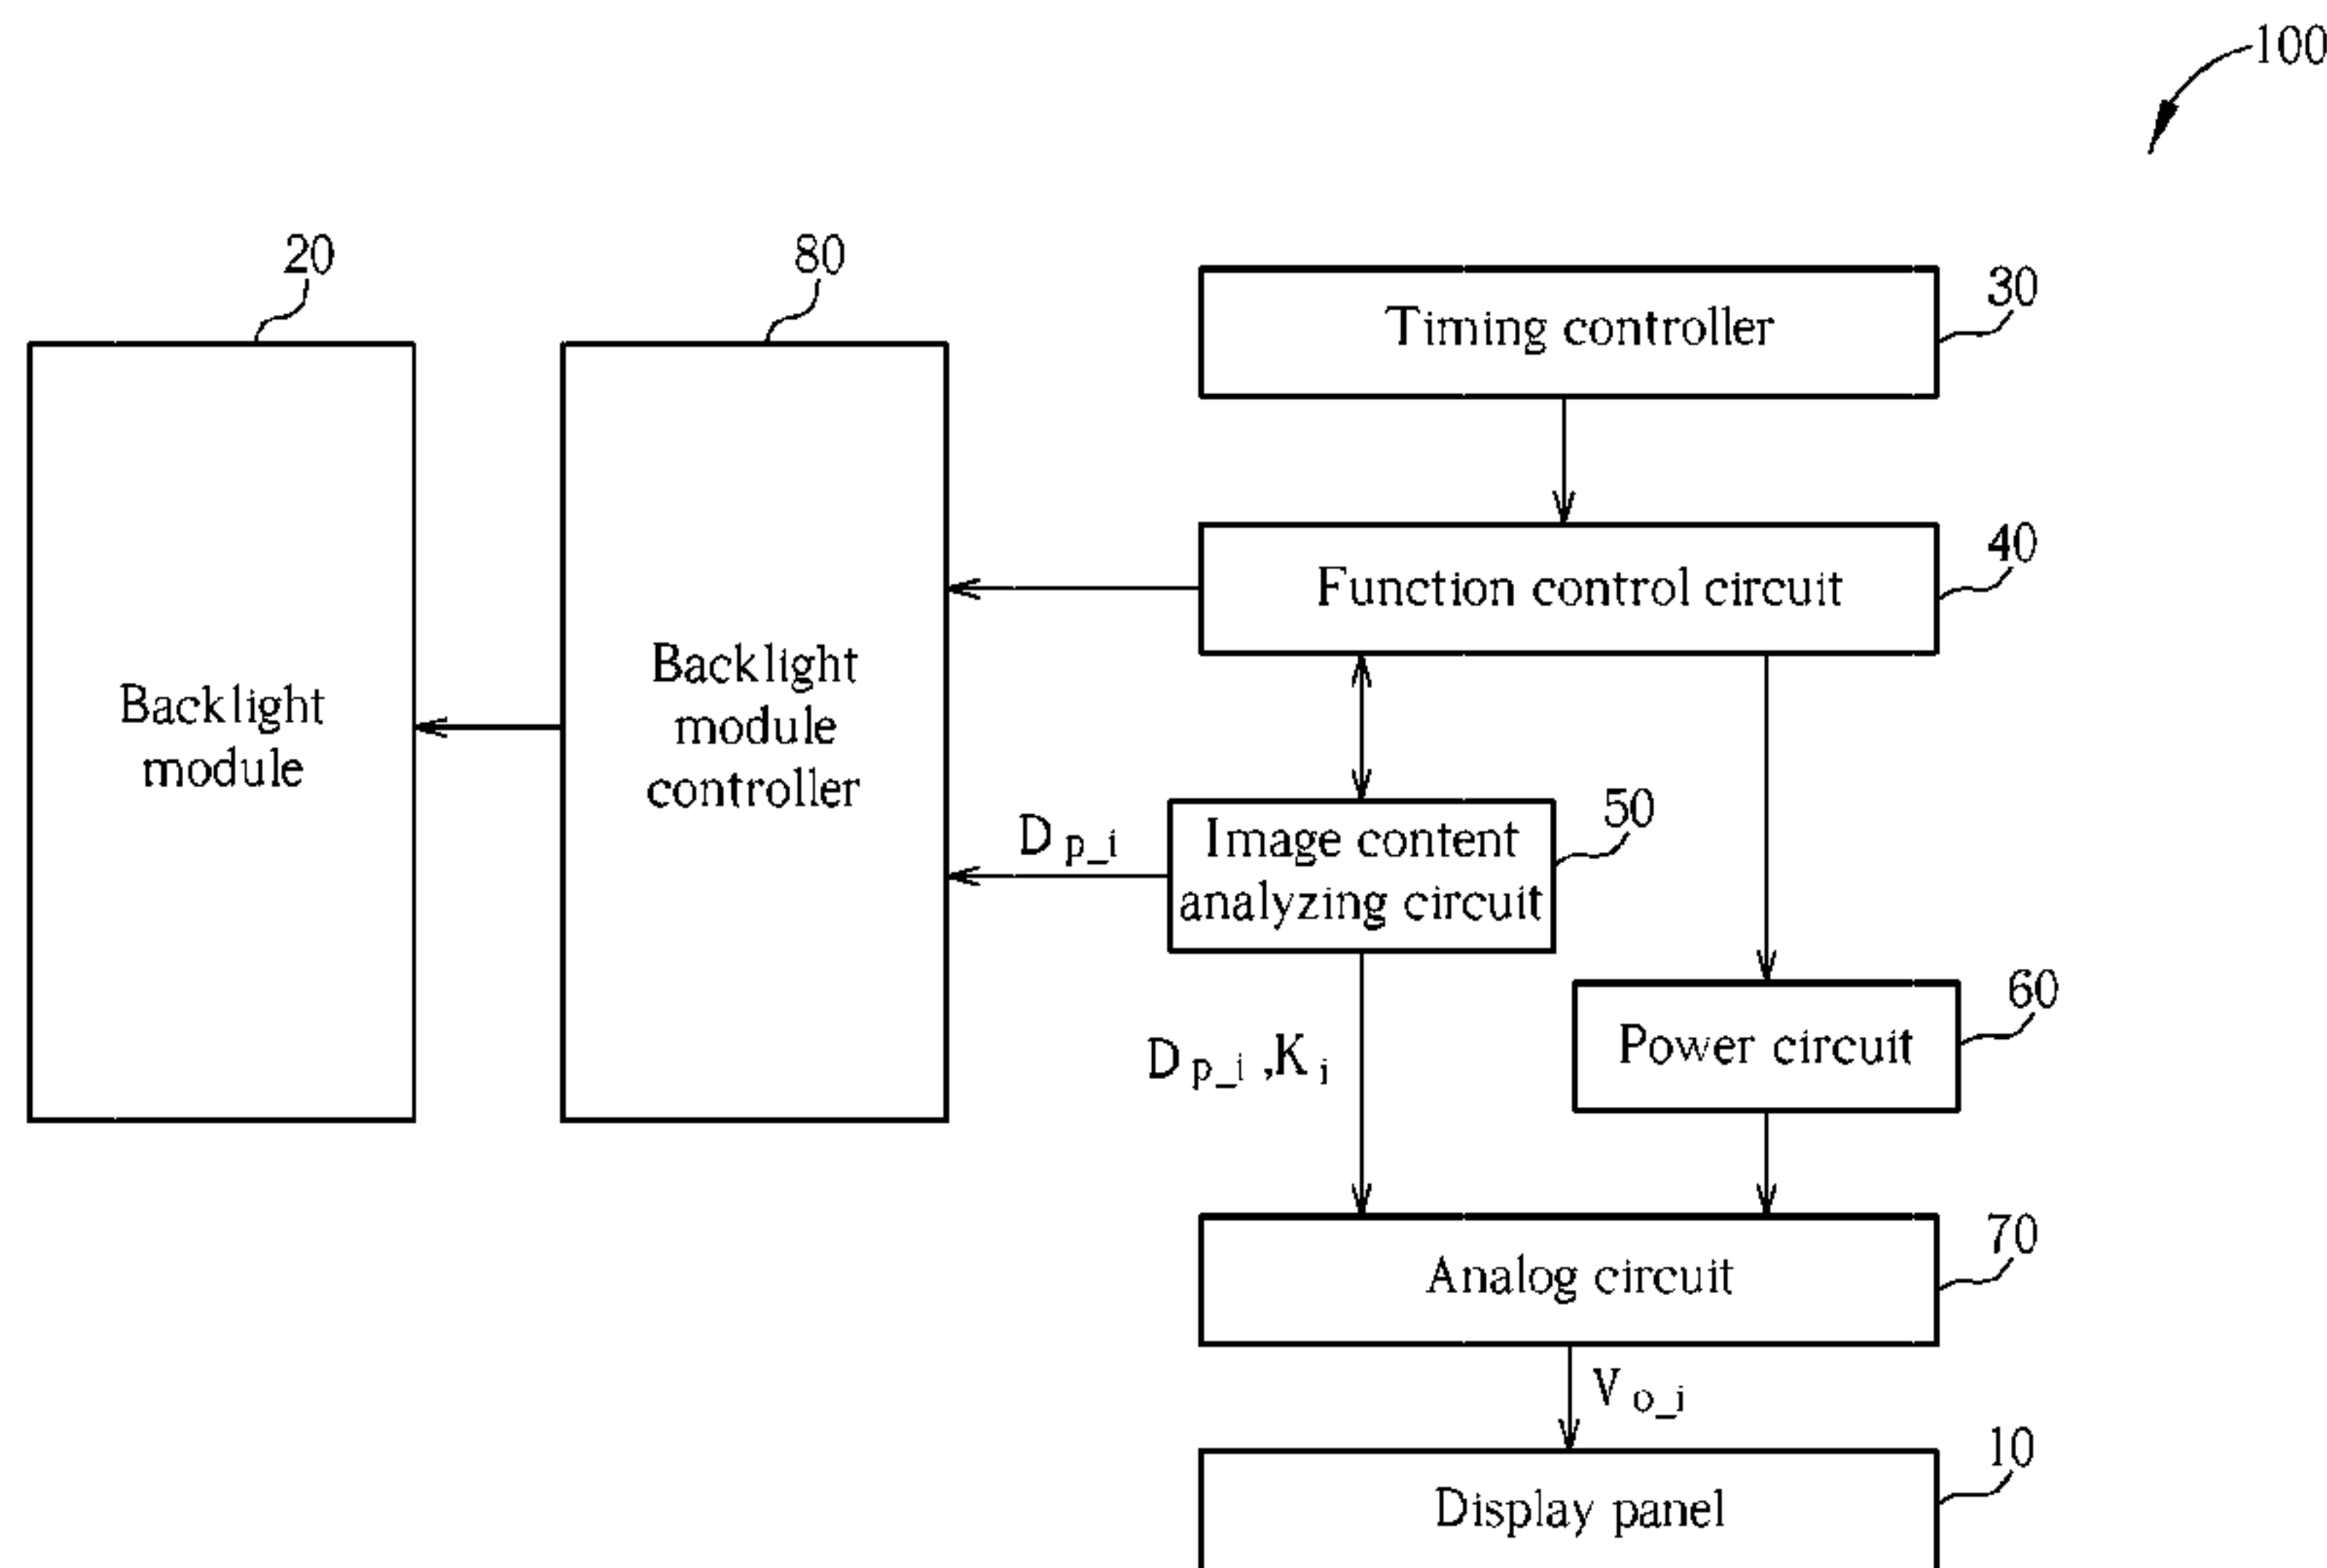 100
20
80
30
Timing controller
40
Function control circuit
Backlight
module
Backlight
module
controller
50
Image content
analyzing circuit
D p_i
60
Power circuit
D p_i ,K i
70
Analog circuit
V o_i
10
Display panel